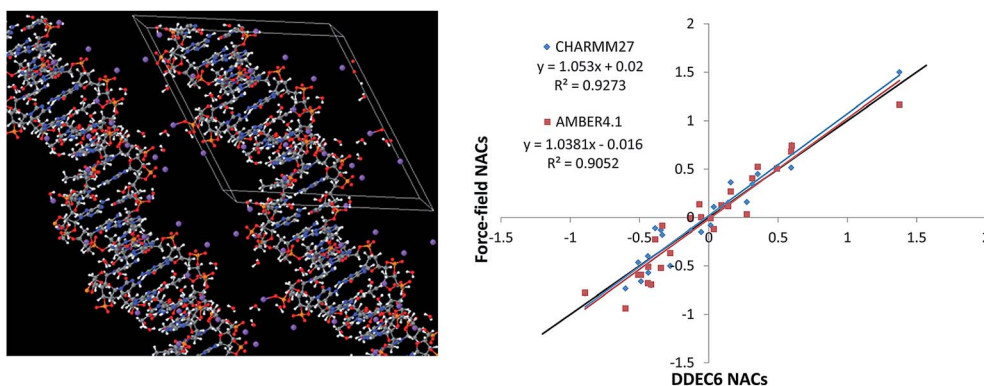 CHARMM27
y = 1.053x + 0.02
R² = 0.9273
AMBER4.1
y = 1.0381x - 0.016
R² = 0.9052
Force-field NACs
2
1.5
1
0.5
0
-0.5
-1
-1.5
-1.5 -1 -0.5 0 0.5 1 1.5 2
DDEC6 NACs